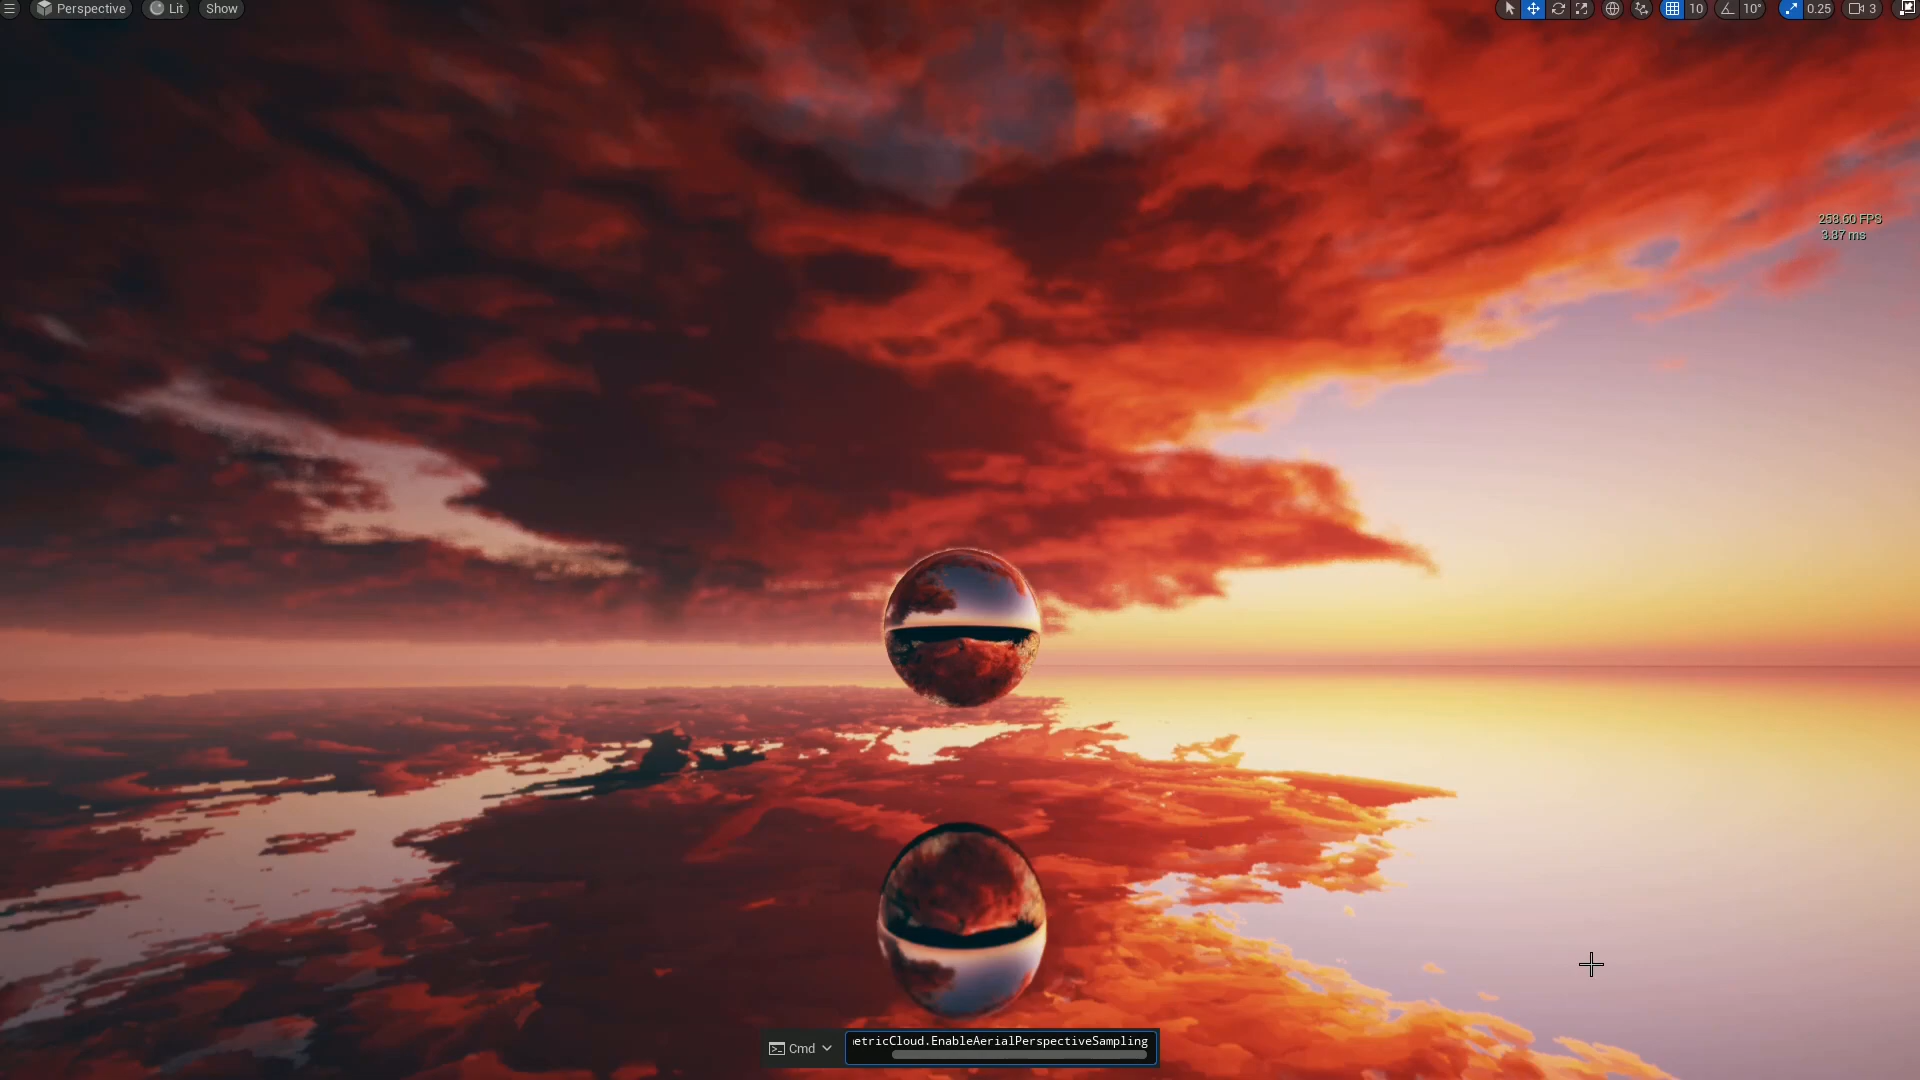 Perspective Lit Show 10 10° 0.25 3
258.60 FPS
3.87 ms
Cmd etricCloud.EnableAerialPerspectiveSampling